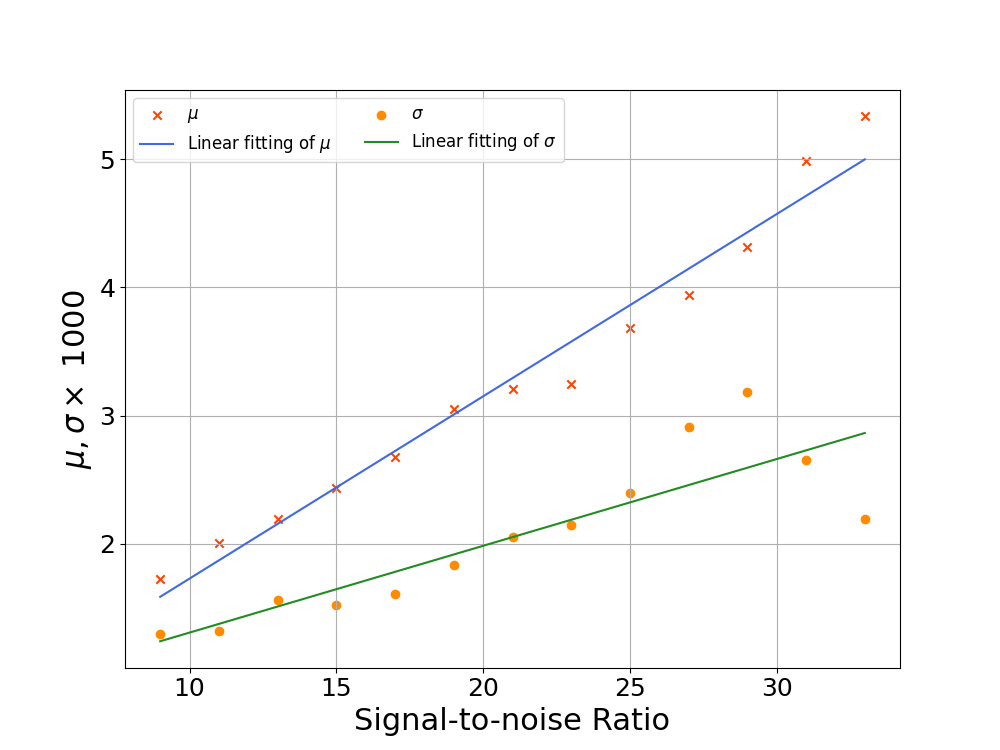 μ σ
Linear fitting of μ Linear fitting of σ
5
4
3
2
μ, σ × 1000
10 15 20 25 30
Signal-to-noise Ratio